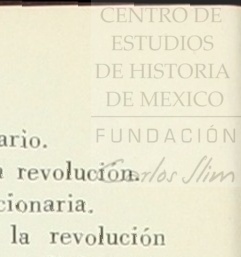 CENTRO DE
ESTUDIOS
DE HISTORIA
DE MEXICO
FUNDACIÓN
Carlos Slim
ario.
a revolución.
cionaria.
la revolución